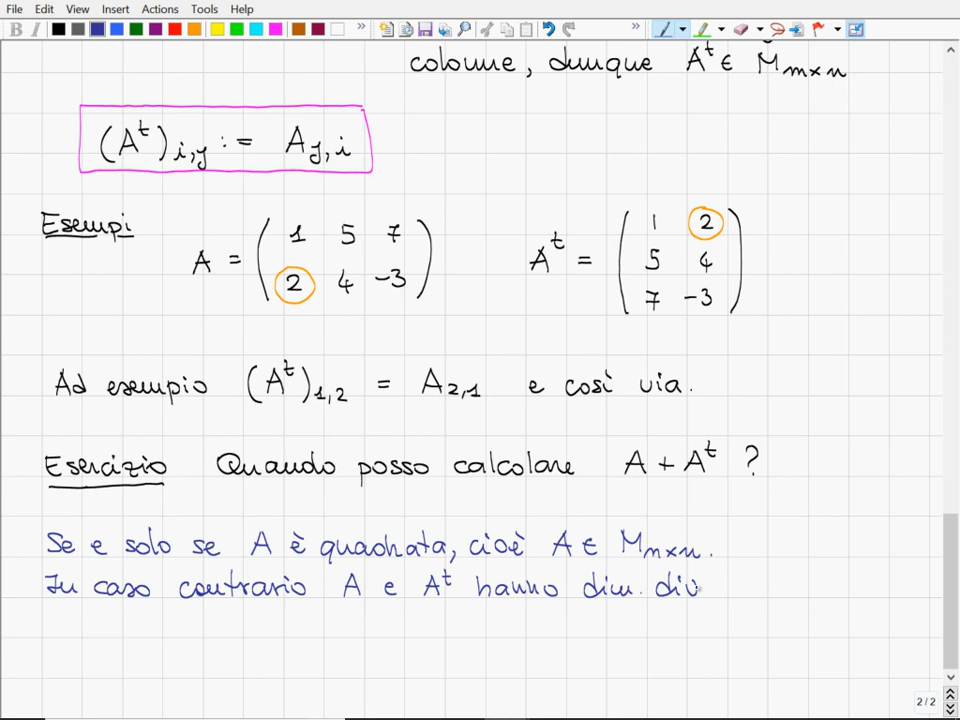 File Edit View Insert Actions Tools Help
B I
colonne, dunque Aᵗ ∈ M m×n
(Aᵗ)i,j := Aj,i
Esempi
A = ( 1 5 7
2 4 -3 )
Aᵗ = ( 1 2
5 4
7 -3 )
Ad esempio (Aᵗ)1,2 = A2,1 e così via.
Esercizio Quando posso calcolare A + Aᵗ ?
Se e solo se A è quadrata, cioè A ∈ M n×n.
In caso contrario A e Aᵗ hanno dim. div
2 / 2